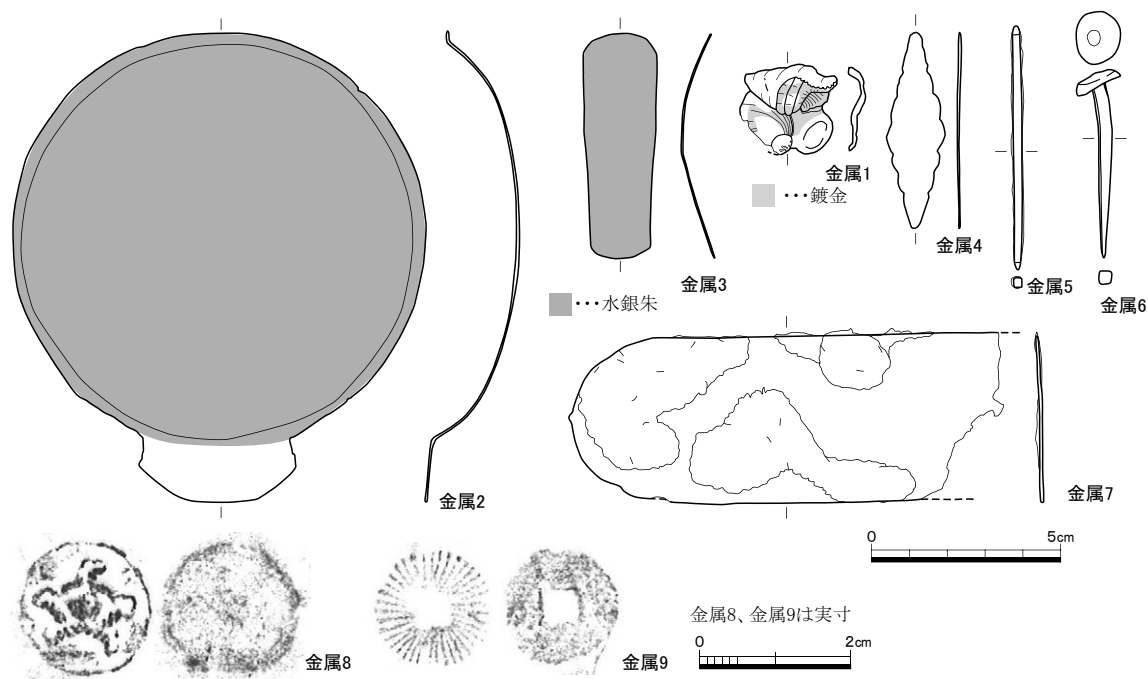 金属1
・・・鍍金
金属2
金属3
・・・水銀朱
金属4
金属5
金属6
金属7
0 5cm
金属8
金属9
金属8、金属9は実寸
0 2cm